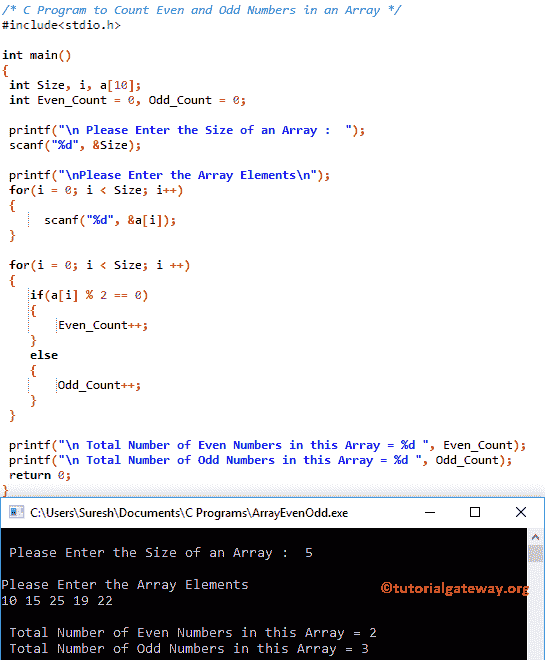 /* C Program to Count Even and Odd Numbers in an Array */
#include<stdio.h>
int main()
{
int Size, i, a[10];
int Even_Count = 0, Odd_Count = 0;
printf("\n Please Enter the Size of an Array :  ");
scanf("%d", &Size);
printf("\nPlease Enter the Array Elements\n");
for(i = 0; i < Size; i++)
{
scanf("%d", &a[i]);
}
for(i = 0; i < Size; i ++)
{
if(a[i] % 2 == 0)
{
Even_Count++;
}
else
{
Odd_Count++;
}
}
printf("\n Total Number of Even Numbers in this Array = %d ", Even_Count);
printf("\n Total Number of Odd Numbers in this Array = %d ", Odd_Count);
return 0;
}
C:\Users\Suresh\Documents\C Programs\ArrayEvenOdd.exe
Please Enter the Size of an Array :  5
Please Enter the Array Elements
©tutorialgateway.org
10 15 25 19 22
Total Number of Even Numbers in this Array = 2
Total Number of Odd Numbers in this Array = 3